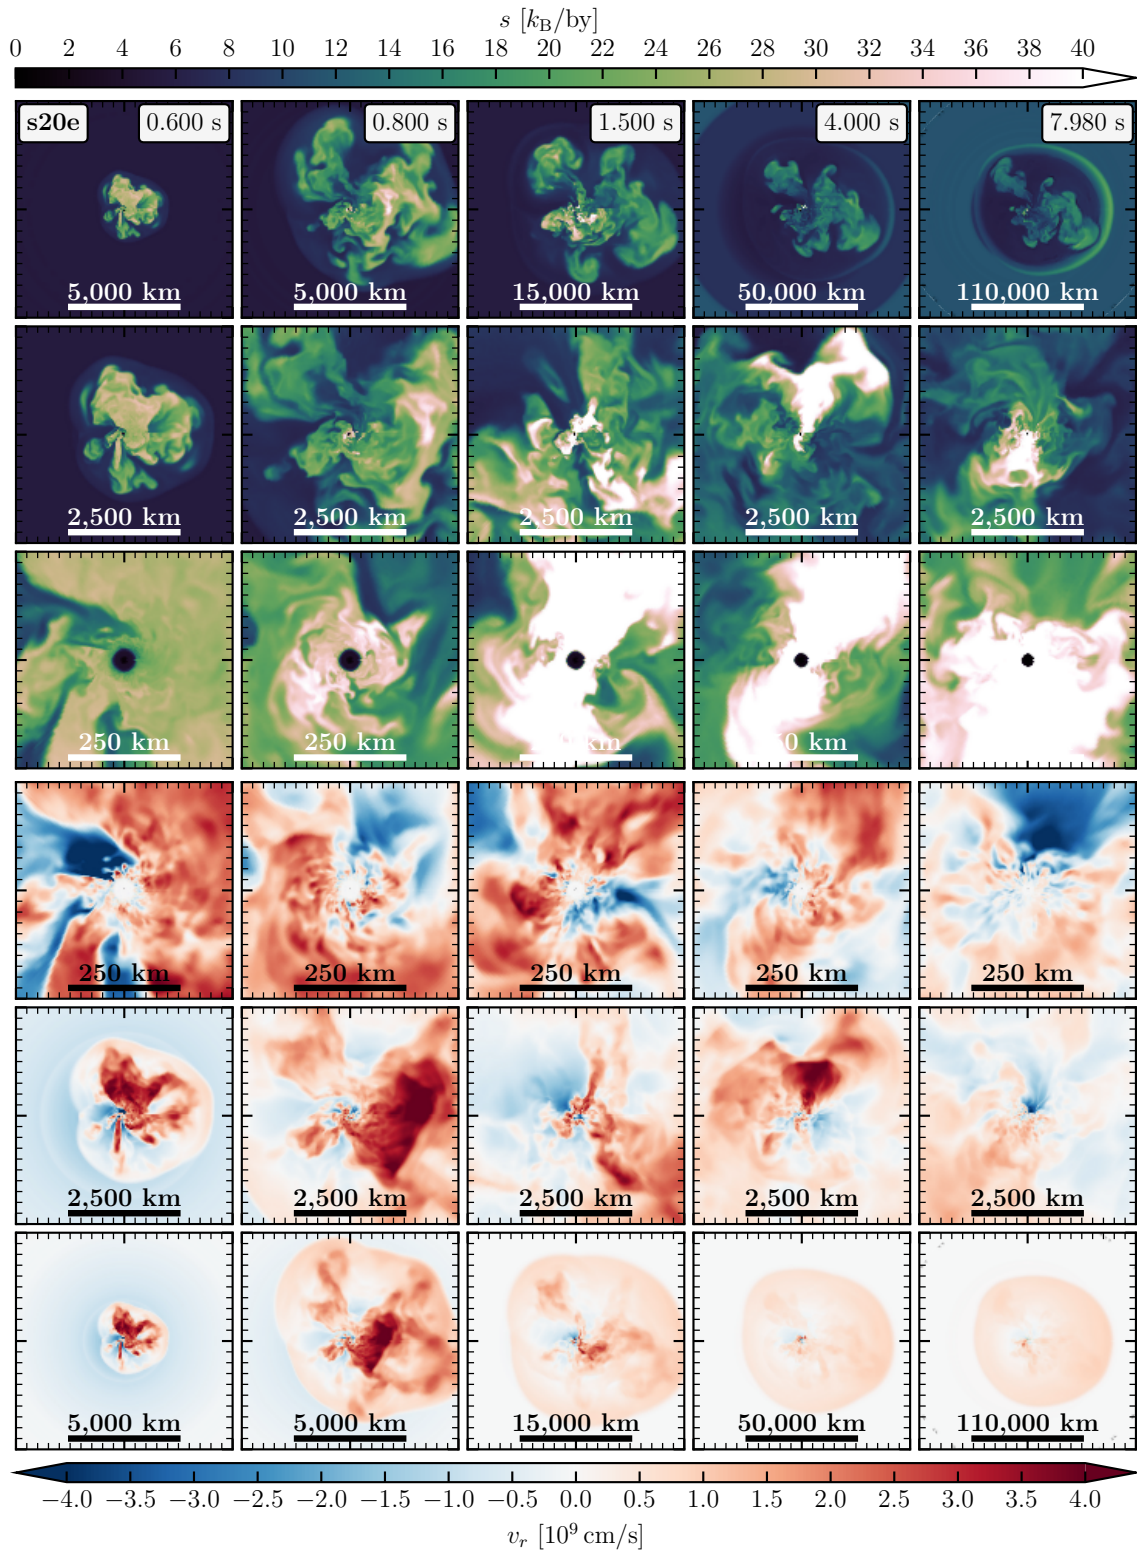 s [k_B/by]
0 2 4 6 8 10 12 14 16 18 20 22 24 26 28 30 32 34 36 38 40
s20e 0.600 s 0.800 s 1.500 s 4.000 s 7.980 s
5,000 km 5,000 km 15,000 km 50,000 km 110,000 km
2,500 km 2,500 km 2,500 km 2,500 km 2,500 km
250 km 250 km km km
250 km 250 km 250 km 250 km 250 km
2,500 km 2,500 km 2,500 km 2,500 km 2,500 km
5,000 km 5,000 km 15,000 km 50,000 km 110,000 km
−4.0 −3.5 −3.0 −2.5 −2.0 −1.5 −1.0 −0.5 0.0 0.5 1.0 1.5 2.0 2.5 3.0 3.5 4.0
v_r [10^9 cm/s]